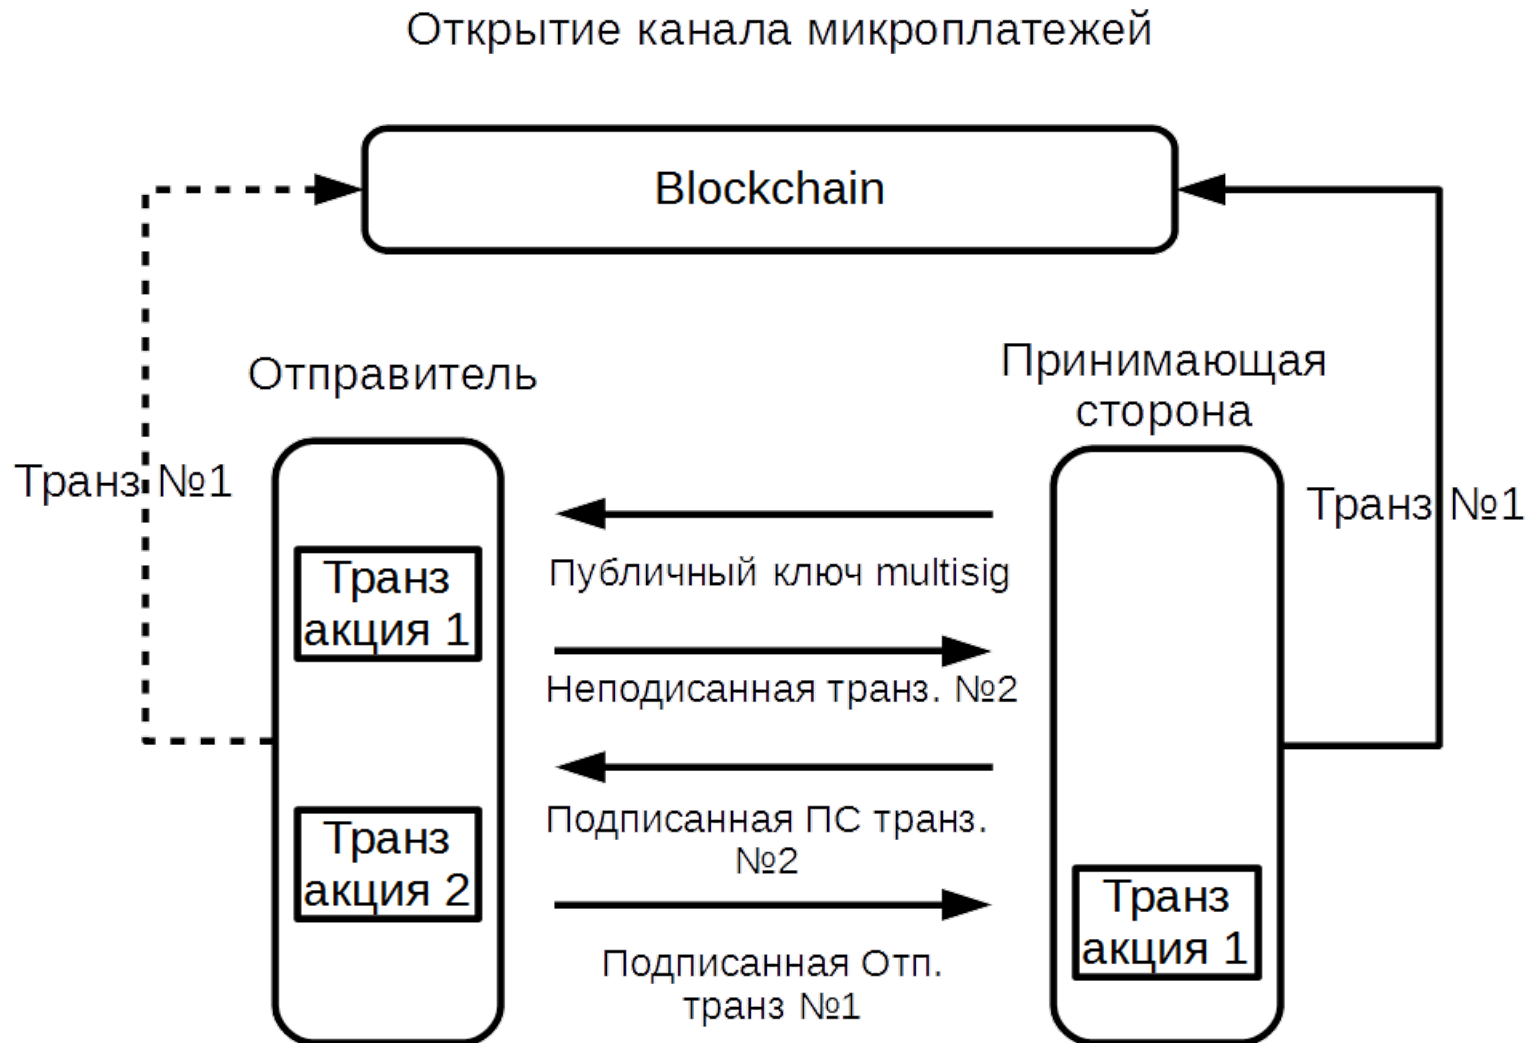 Открытие канала микроплатежей
Blockchain
Отправитель
Принимающая
сторона
Транз №1
Транз №1
Транз
акция 1
Публичный ключ multisig
Неподисанная транз. №2
Подписанная ПС транз.
№2
Транз
акция 2
Подписанная Отп.
транз №1
Транз
акция 1